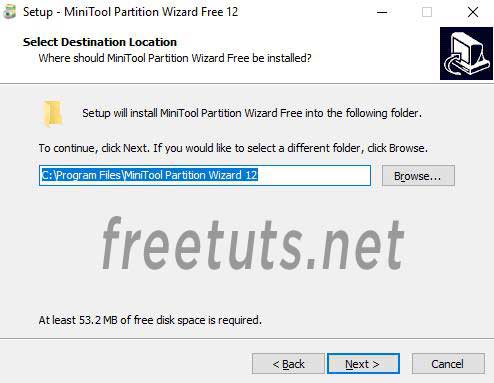 Setup - MiniTool Partition Wizard Free 12
Select Destination Location
Where should MiniTool Partition Wizard Free be installed?
Setup will install MiniTool Partition Wizard Free into the following folder.
To continue, click Next. If you would like to select a different folder, click Browse.
C:\Program Files\MiniTool Partition Wizard 12
Browse...
freetuts.net
At least 53.2 MB of free disk space is required.
< Back
Next >
Cancel